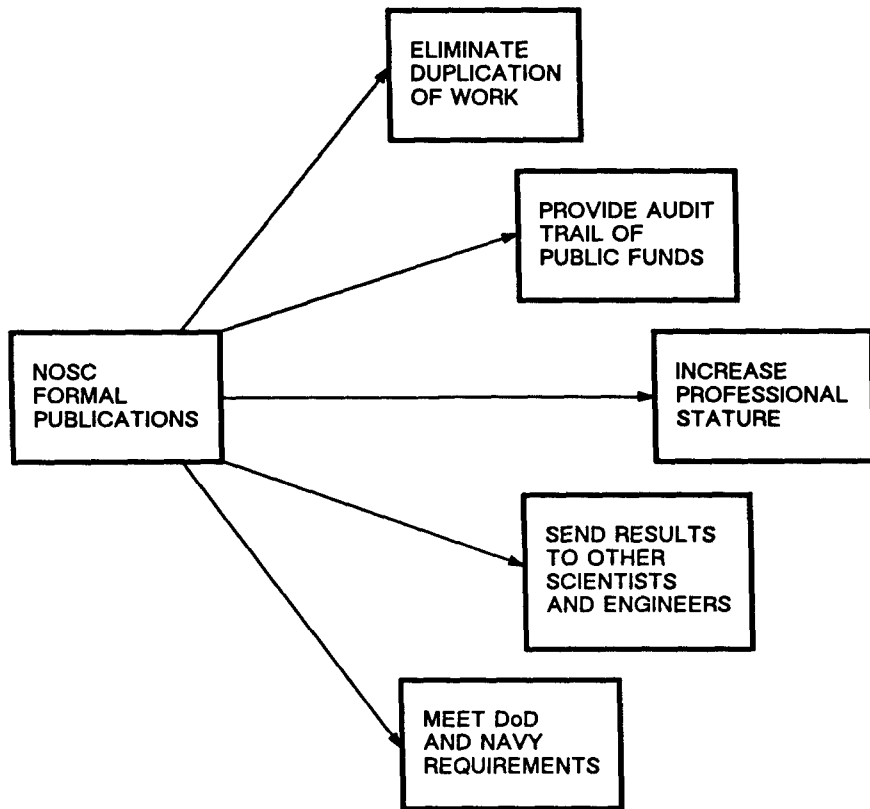 ELIMINATE
DUPLICATION
OF WORK
PROVIDE AUDIT
TRAIL OF
PUBLIC FUNDS
NOSC
FORMAL
PUBLICATIONS
INCREASE
PROFESSIONAL
STATURE
SEND RESULTS
TO OTHER
SCIENTISTS
AND ENGINEERS
MEET DoD
AND NAVY
REQUIREMENTS